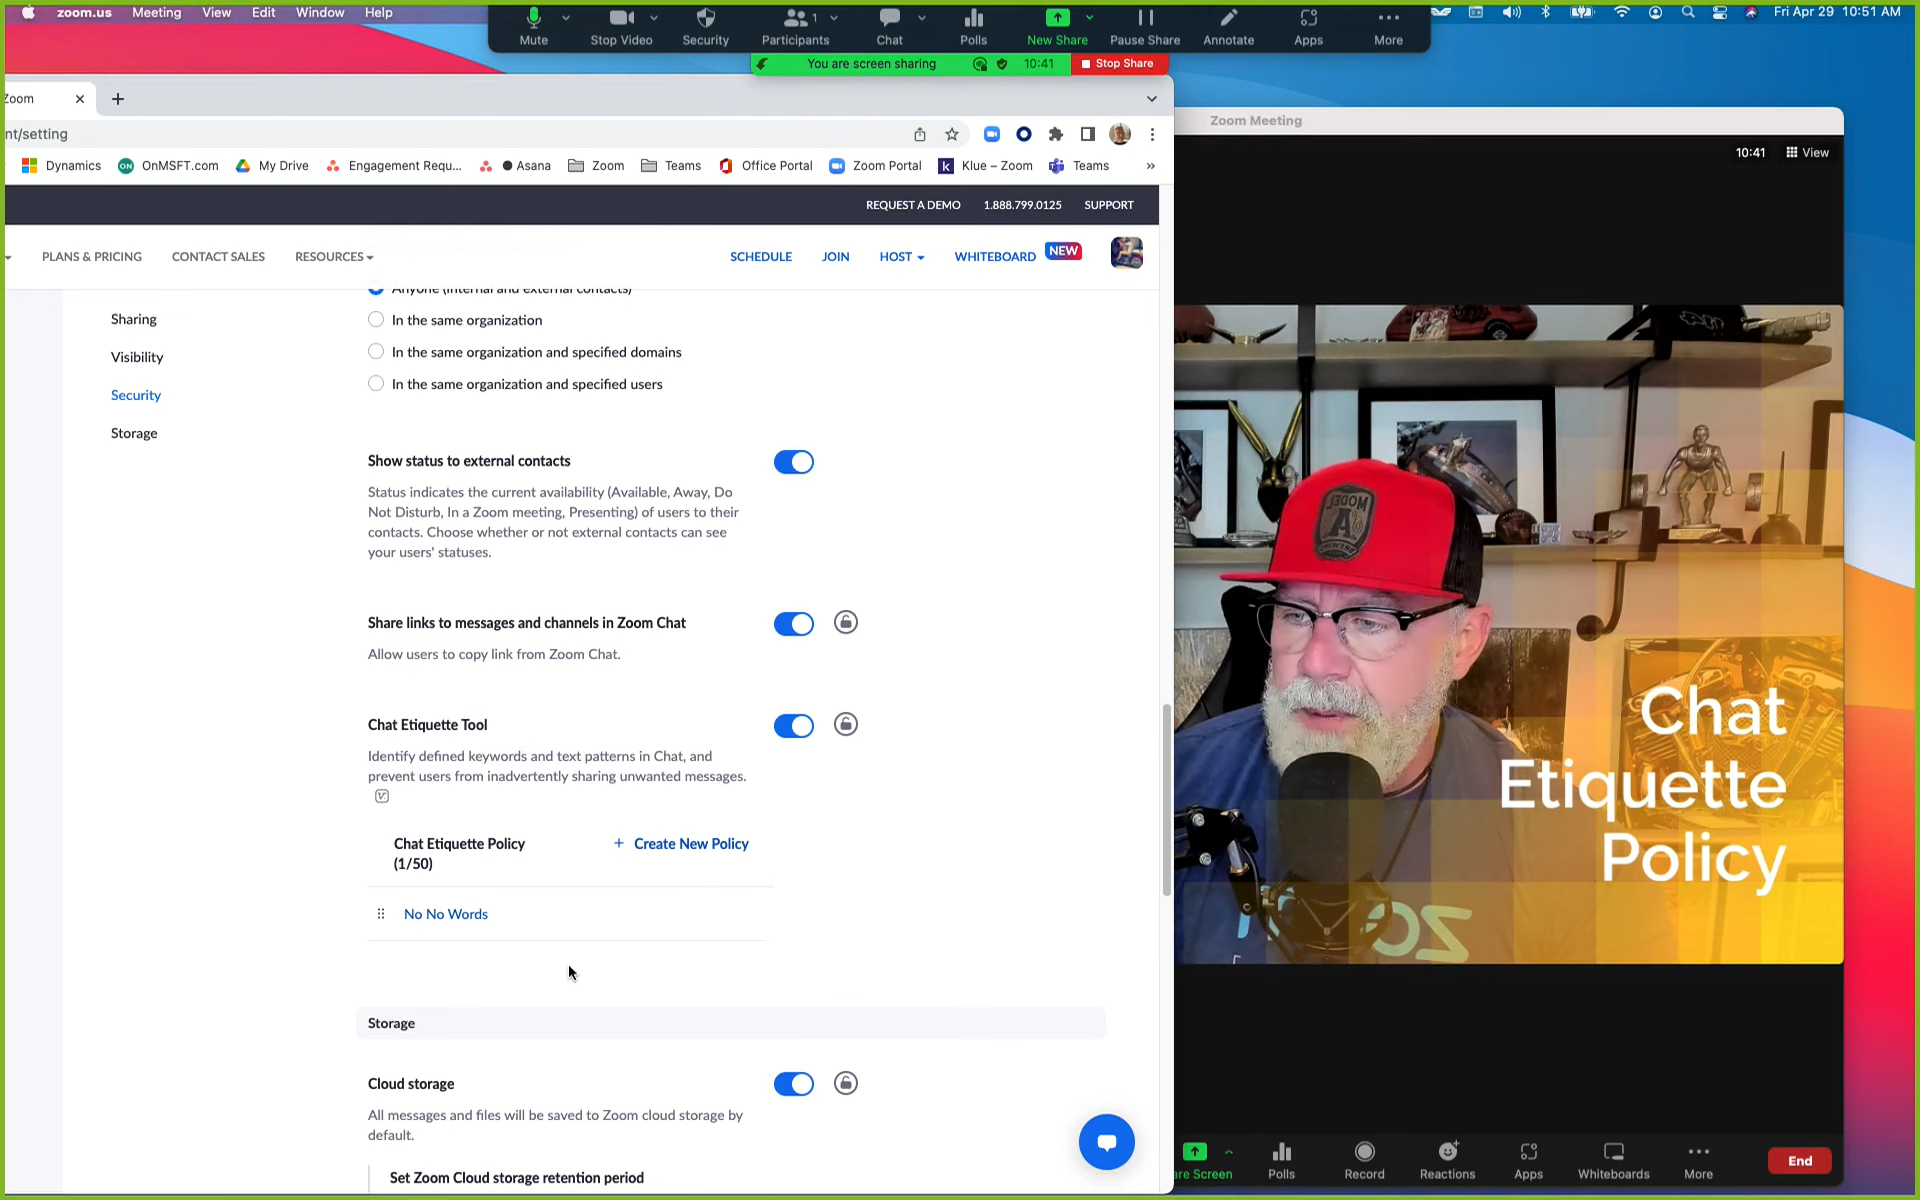 zoom.us Meeting View Edit Window Help
Fri Apr 29 10:51 AM
Mute Stop Video Security Participants 1 Chat Polls New Share Pause Share Annotate Apps More
You are screen sharing 10:41 Stop Share
Zoom
nt/setting
Dynamics OnMSFT.com My Drive Engagement Requ... Asana Zoom Teams Office Portal Zoom Portal Klue – Zoom Teams »
REQUEST A DEMO 1.888.799.0125 SUPPORT
PLANS & PRICING CONTACT SALES RESOURCES SCHEDULE JOIN HOST WHITEBOARD NEW
Sharing
Visibility
Security
Storage
Anyone (internal and external contacts)
In the same organization
In the same organization and specified domains
In the same organization and specified users
Show status to external contacts
Status indicates the current availability (Available, Away, Do
Not Disturb, In a Zoom meeting, Presenting) of users to their
contacts. Choose whether or not external contacts can see
your users' statuses.
Share links to messages and channels in Zoom Chat
Allow users to copy link from Zoom Chat.
Chat Etiquette Tool
Identify defined keywords and text patterns in Chat, and
prevent users from inadvertently sharing unwanted messages.
Chat Etiquette Policy
(1/50)
+ Create New Policy
No No Words
Storage
Cloud storage
All messages and files will be saved to Zoom cloud storage by
default.
Set Zoom Cloud storage retention period
Zoom Meeting
10:41 View
MODEL
A
Chat
Etiquette
Policy
re Screen Polls Record Reactions Apps Whiteboards More End